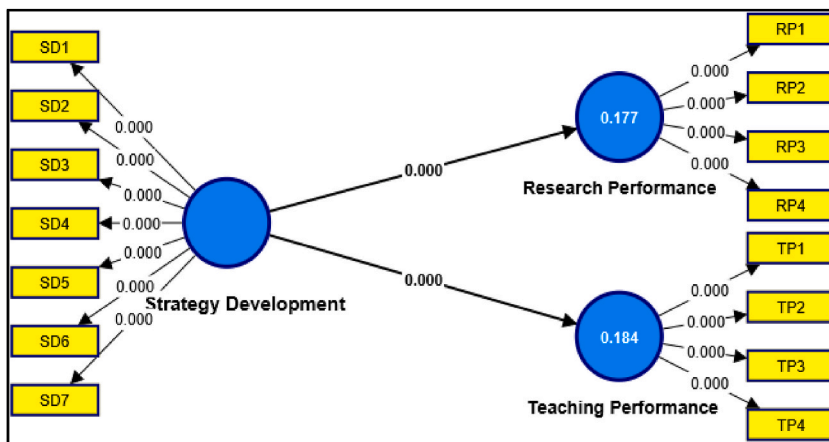 SD1
SD2
SD3
SD4
SD5
SD6
SD7
0.000
0.000
0.000
0.000
0.000
0.000
0.000
Strategy Development
0.000
0.000
0.177
Research Performance
0.184
Teaching Performance
0.000
0.000
0.000
0.000
0.000
0.000
0.000
0.000
RP1
RP2
RP3
RP4
TP1
TP2
TP3
TP4